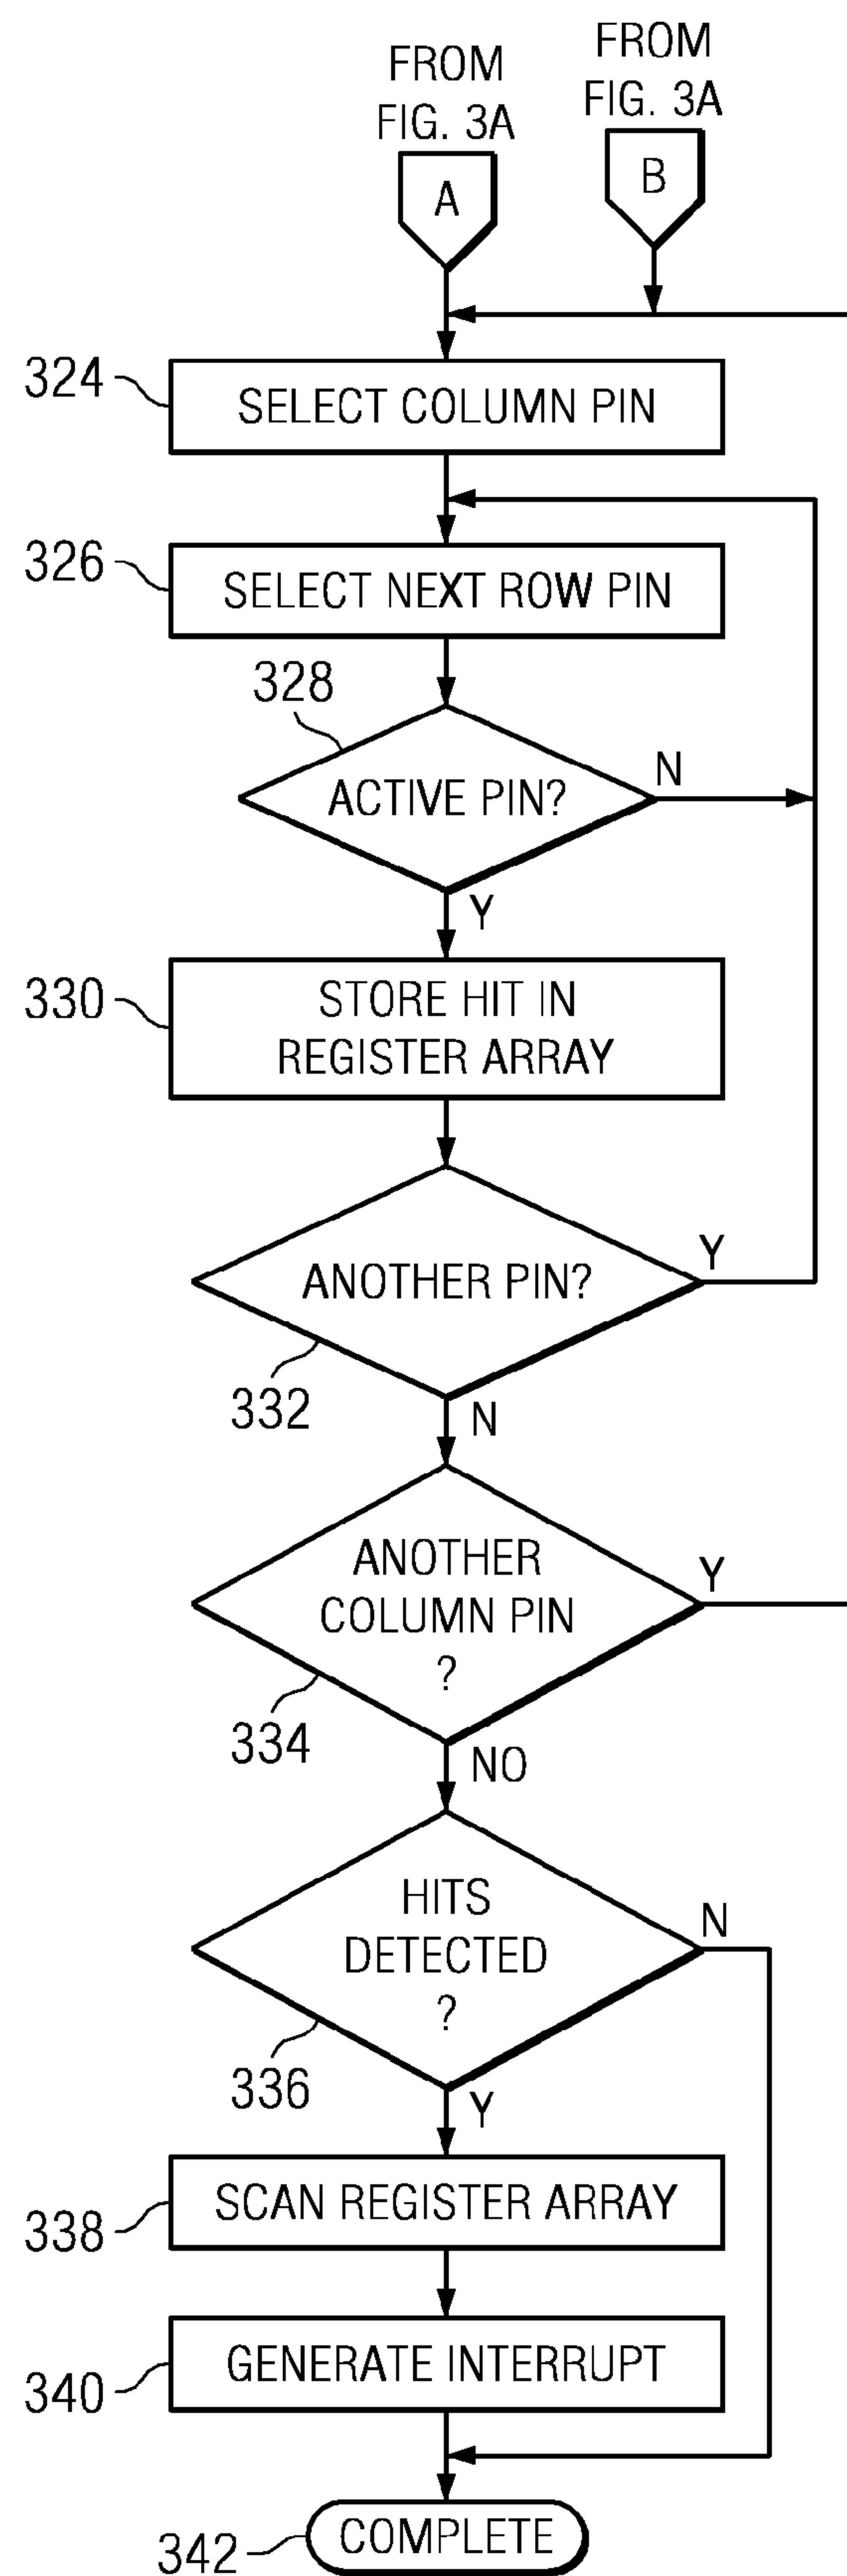 FROM
FIG. 3A
FROM
FIG. 3A
A
B
324
SELECT COLUMN PIN
326
SELECT NEXT ROW PIN
328
ACTIVE PIN?
N
Y
330
STORE HIT IN
REGISTER ARRAY
ANOTHER PIN?
Y
332
N
ANOTHER
COLUMN PIN
?
Y
334
NO
HITS
DETECTED
?
N
336
Y
338
SCAN REGISTER ARRAY
340
GENERATE INTERRUPT
342
COMPLETE